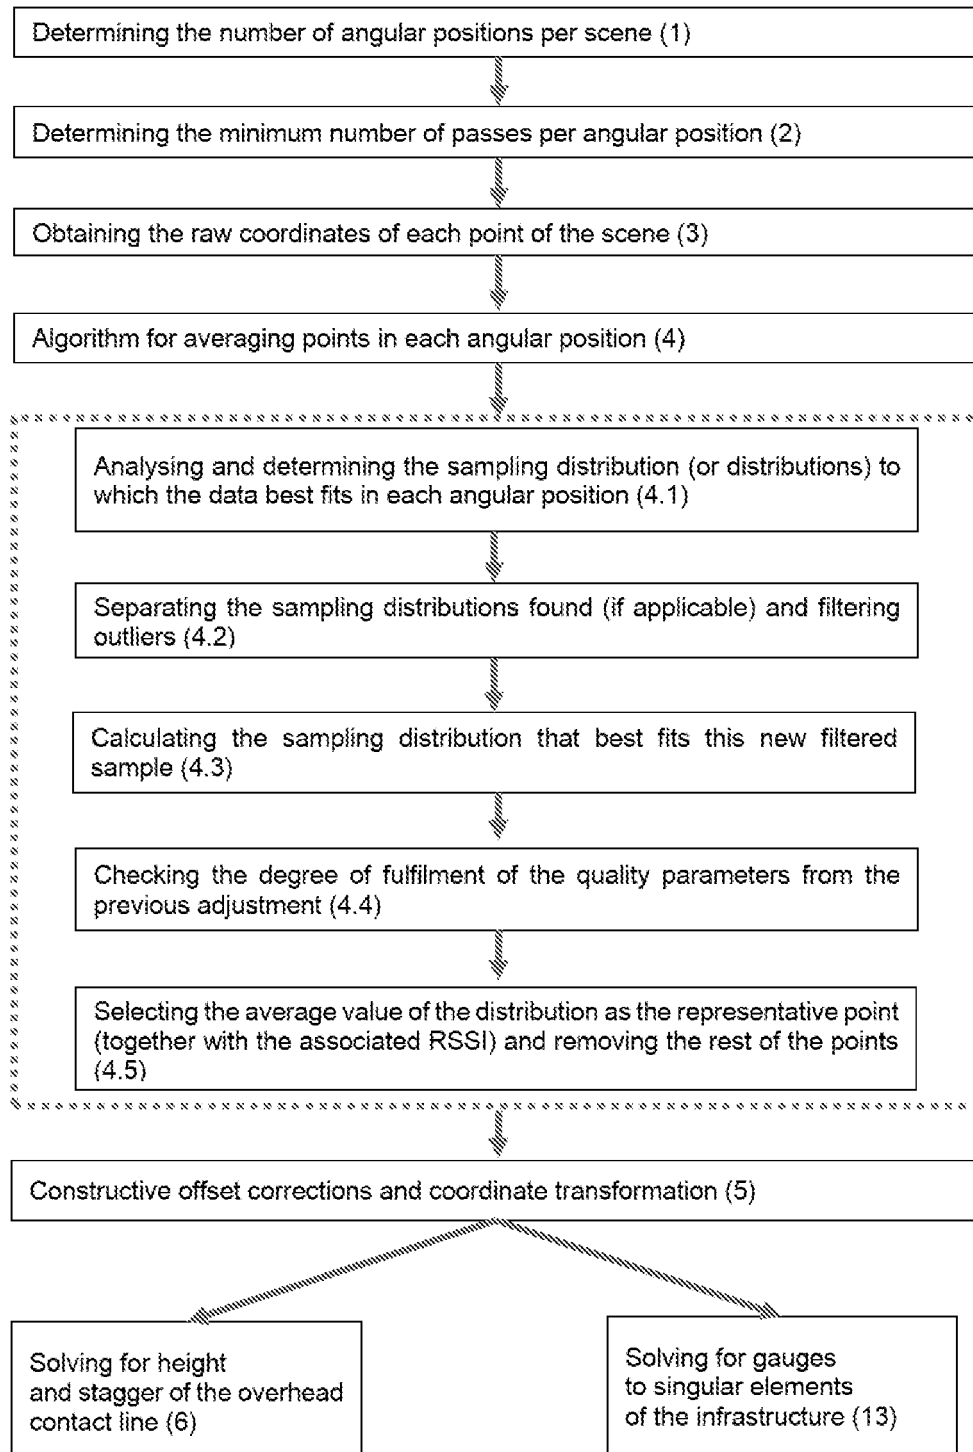 Determining the number of angular positions per scene (1)
Determining the minimum number of passes per angular position (2)
Obtaining the raw coordinates of each point of the scene (3)
Algorithm for averaging points in each angular position (4)
Analysing and determining the sampling distribution (or distributions) to
which the data best fits in each angular position (4.1)
Separating the sampling distributions found (if applicable) and filtering
outliers (4.2)
Calculating the sampling distribution that best fits this new filtered
sample (4.3)
Checking the degree of fulfilment of the quality parameters from the
previous adjustment (4.4)
Selecting the average value of the distribution as the representative point
(together with the associated RSSI) and removing the rest of the points
(4.5)
Constructive offset corrections and coordinate transformation (5)
Solving for height
and stagger of the overhead
contact line (6)
Solving for gauges
to singular elements
of the infrastructure (13)